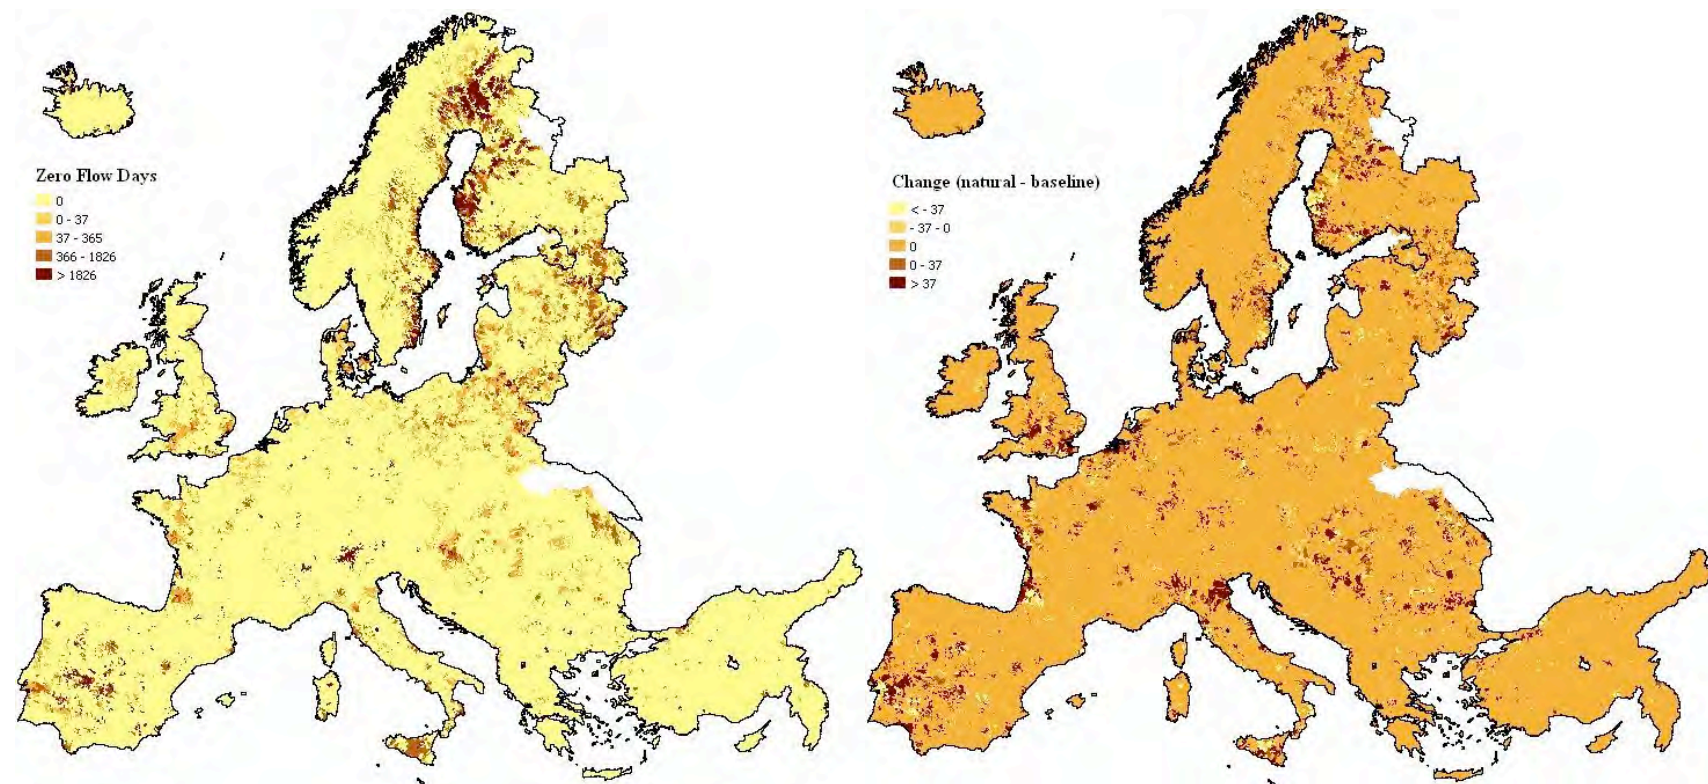 Zero Flow Days
0
0 - 37
37 - 365
366 - 1826
> 1826
Change (natural - baseline)
< - 37
- 37 - 0
0
0 - 37
> 37